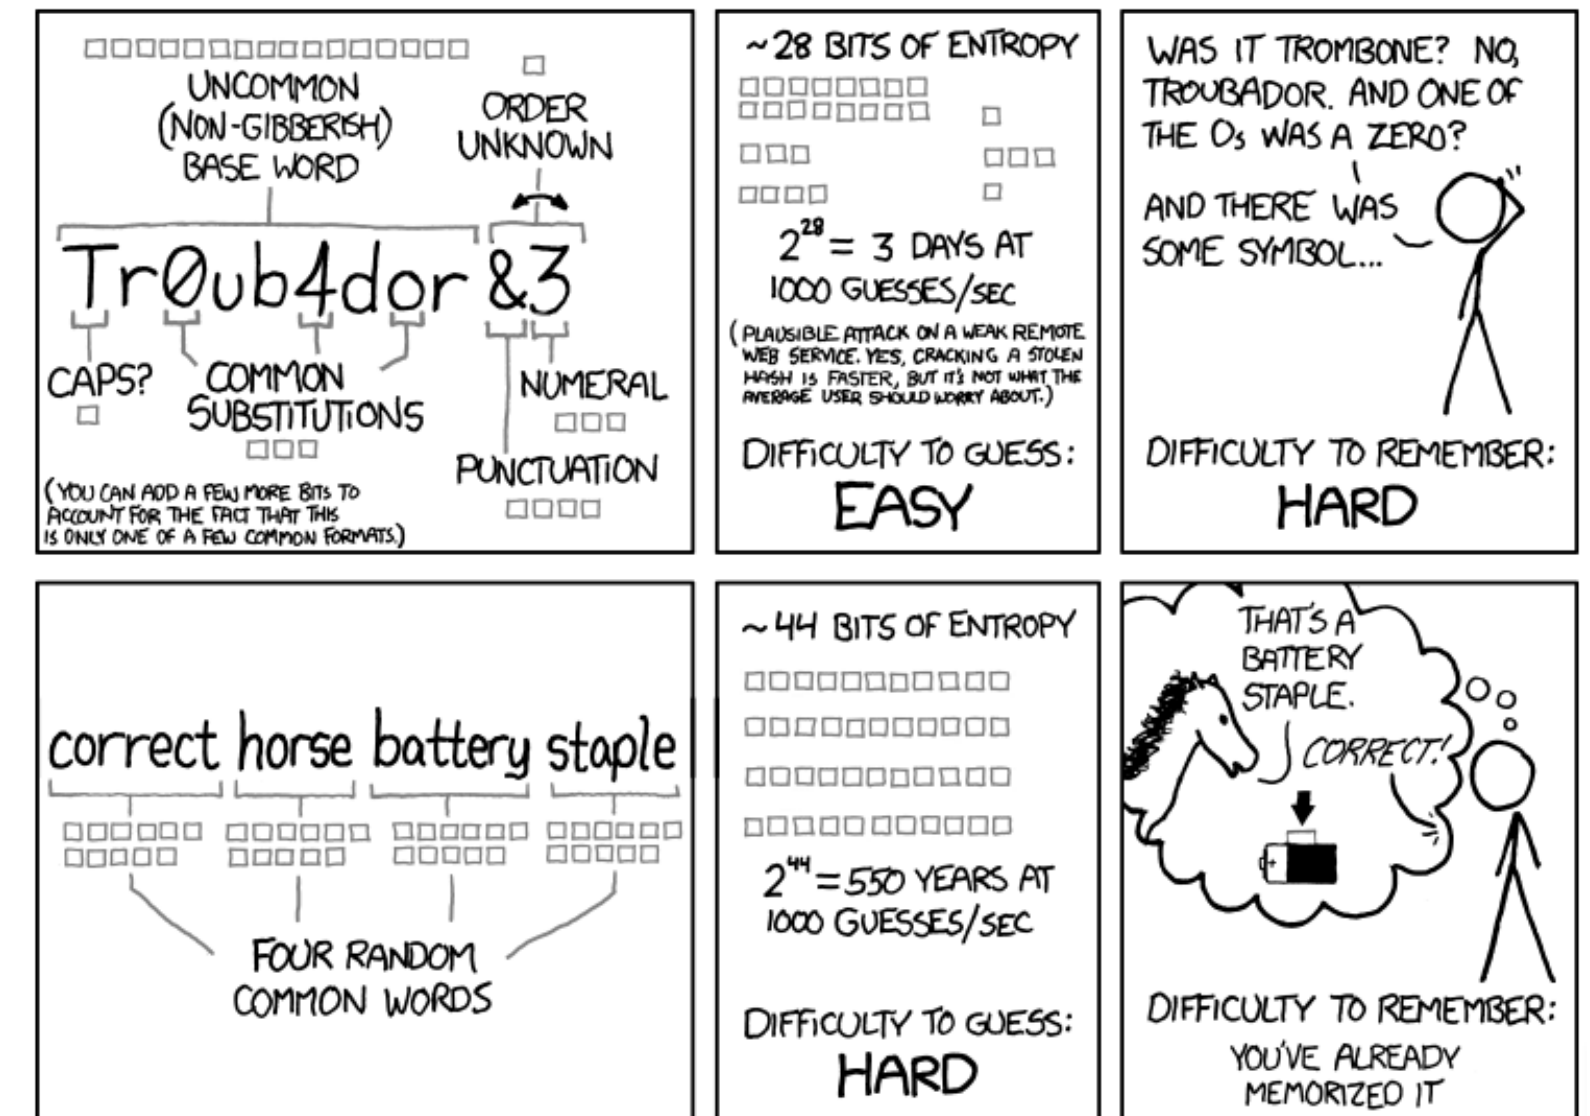 UNCOMMON
(NON-GIBBERISH)
BASE WORD
ORDER
UNKNOWN
Tr0ub4dor &3
CAPS?
COMMON
SUBSTITUTIONS
NUMERAL
PUNCTUATION
(YOU CAN ADD A FEW MORE BITS TO
ACCOUNT FOR THE FACT THAT THIS
IS ONLY ONE OF A FEW COMMON FORMATS.)
~28 BITS OF ENTROPY
2^28 = 3 DAYS AT
1000 GUESSES/SEC
(PLAUSIBLE ATTACK ON A WEAK REMOTE
WEB SERVICE. YES, CRACKING A STOLEN
HASH IS FASTER, BUT IT'S NOT WHAT THE
AVERAGE USER SHOULD WORRY ABOUT.)
DIFFICULTY TO GUESS:
EASY
WAS IT TROMBONE? NO,
TROUBADOR. AND ONE OF
THE Os WAS A ZERO?
AND THERE WAS
SOME SYMBOL...
DIFFICULTY TO REMEMBER:
HARD
correct horse battery staple
FOUR RANDOM
COMMON WORDS
~44 BITS OF ENTROPY
2^44 = 550 YEARS AT
1000 GUESSES/SEC
DIFFICULTY TO GUESS:
HARD
THAT'S A
BATTERY
STAPLE.
CORRECT!
DIFFICULTY TO REMEMBER:
YOU'VE ALREADY
MEMORIZED IT